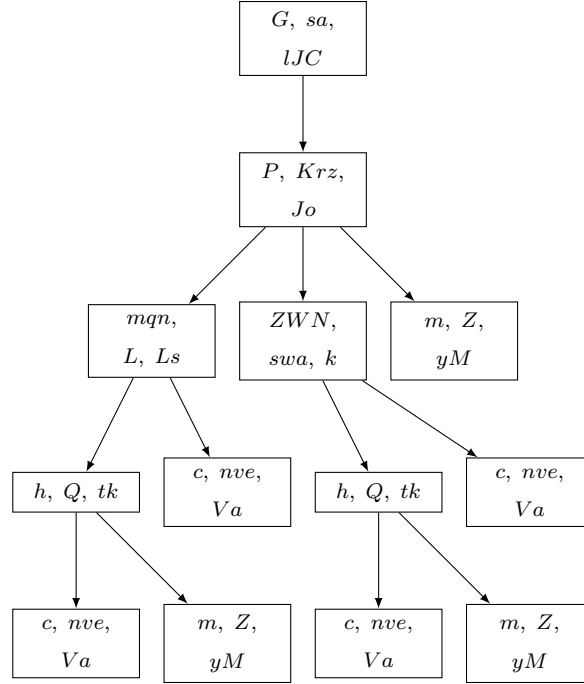 G, sa,
lJC
P, Krz,
Jo
mqn,
L, Ls
ZWN,
swa, k
m, Z,
yM
h, Q, tk
c, nve,
Va
h, Q, tk
c, nve,
Va
c, nve,
Va
m, Z,
yM
c, nve,
Va
m, Z,
yM